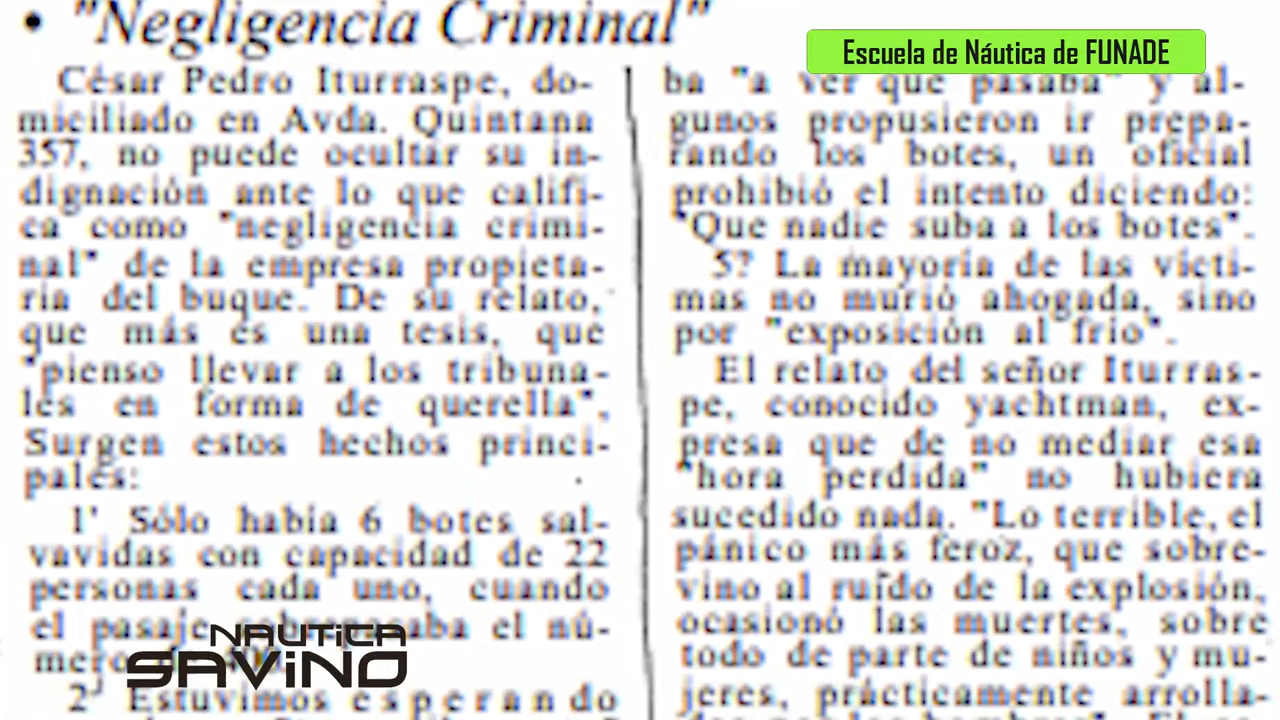 • "Negligencia Criminal"
César Pedro Iturraspe, do-
miciliado en Avda. Quintana
357, no puede ocultar su in-
dignación ante lo que califi-
ca como "negligencia crimi-
nal" de la empresa propieta-
ria del buque. De su relato,
que más es una tesis, que
"pienso llevar a los tribuna-
les en forma de querella",
Surgen estos hechos princi-
pales:
1' Sólo había 6 botes sal-
vavidas con capacidad de 22
personas cada uno, cuando
el pasaje el nú-
mero
2' Estuvimos esperando
Escuela de Náutica de FUNADE
ba "a ver que pasaba" y al-
gunos propusieron ir prepa-
rando los botes, un oficial
prohibió el intento diciendo:
"Que nadie suba a los botes".
5? La mayoría de las vícti-
mas no murió ahogada, sino
por "exposición al frío".
El relato del señor Iturras-
pe, conocido yachtman, ex-
presa que de no mediar esa
"hora perdida" no hubiera
sucedido nada. "Lo terrible, el
pánico más feroz, que sobre-
vino al ruído de la explosión,
ocasionó las muertes, sobre
todo de parte de niños y mu-
jeres, prácticamente arrolla-
NAUTICA
SAVINO